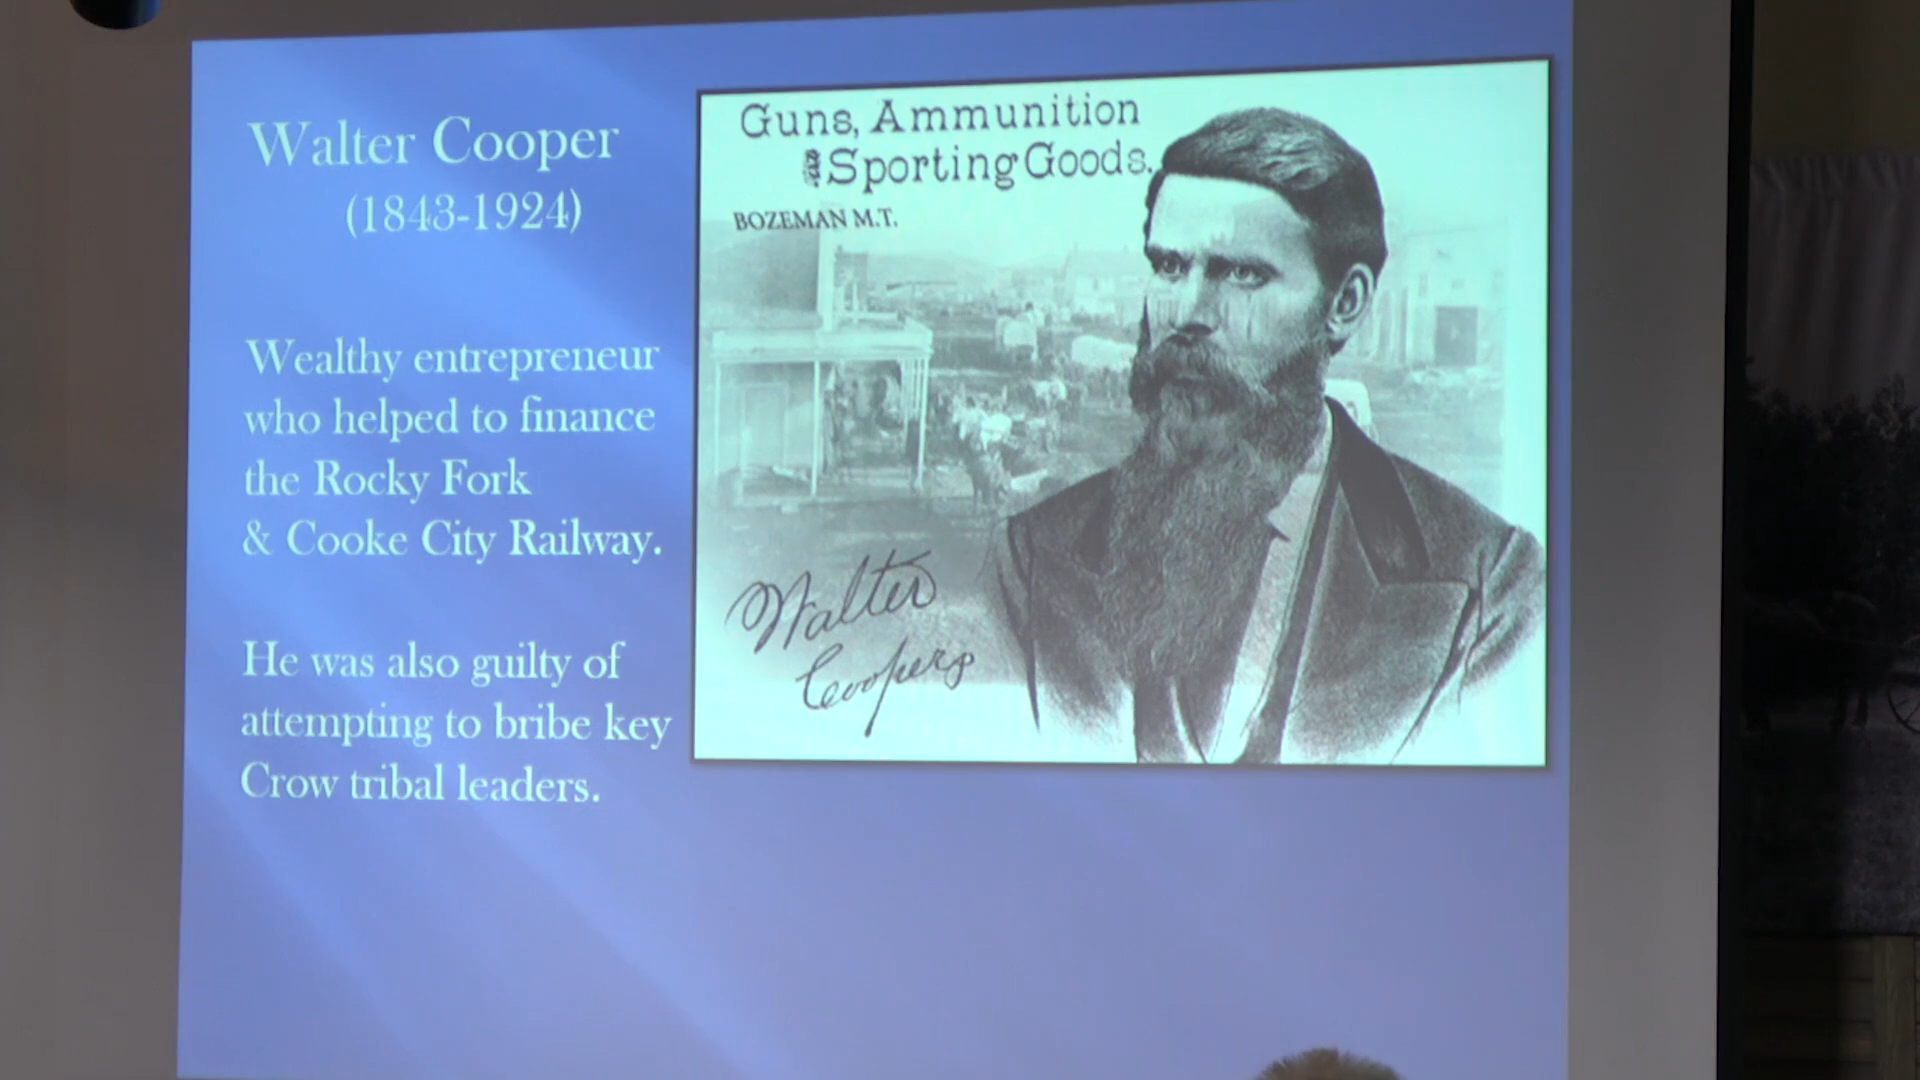 Walter Cooper
(1843-1924)
Wealthy entrepreneur
who helped to finance
the Rocky Fork
& Cooke City Railway.
He was also guilty of
attempting to bribe key
Crow tribal leaders.
Guns, Ammunition
and Sporting Goods.
BOZEMAN M.T.
Walter
Cooper